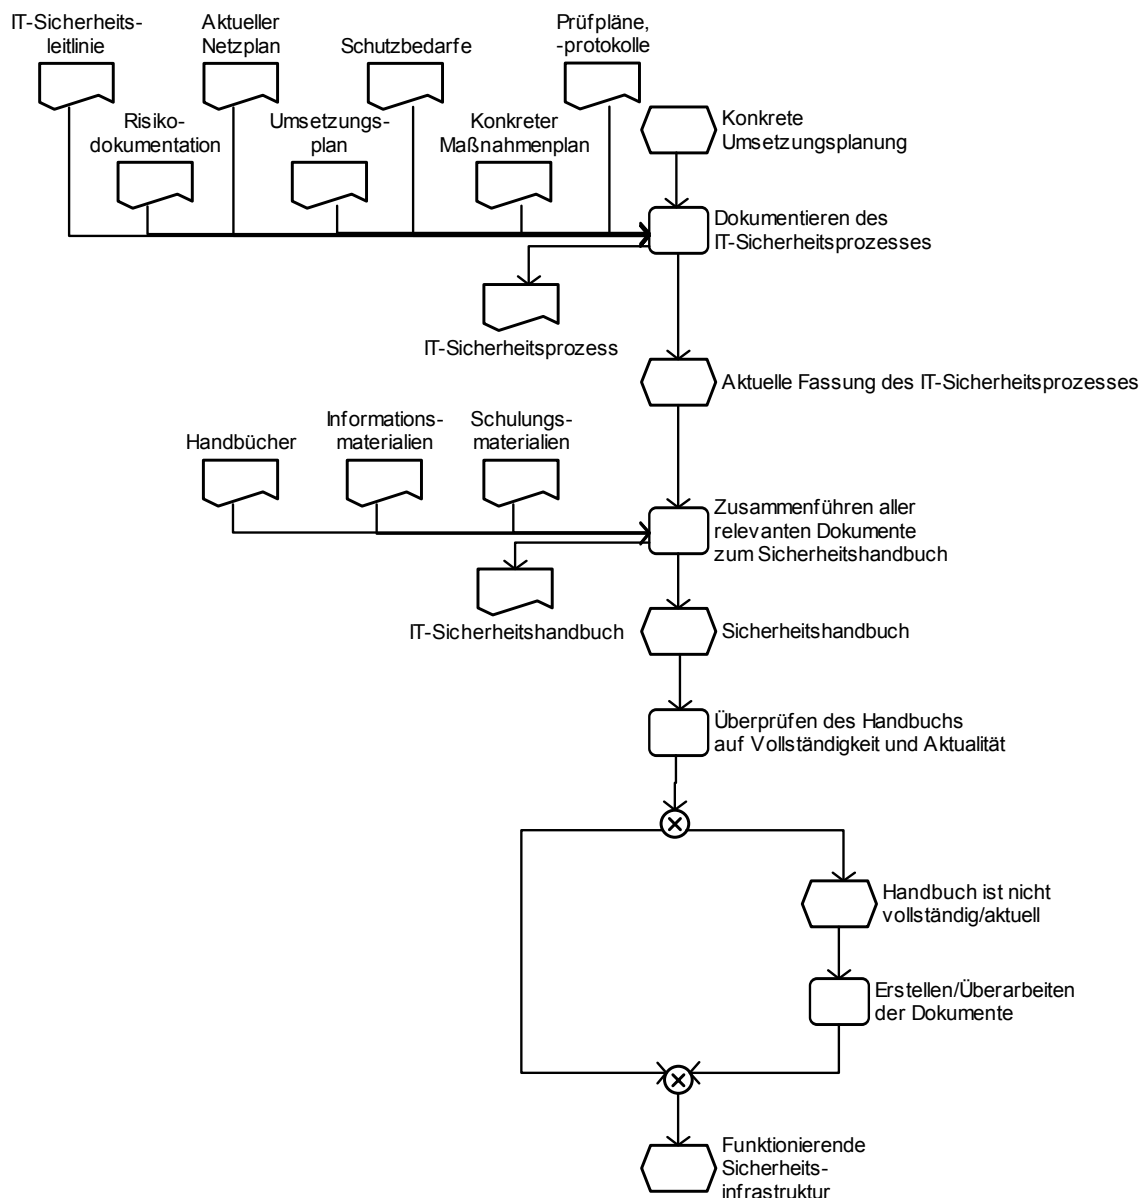 IT-Sicherheits-
leitlinie
Aktueller
Netzplan
Schutzbedarfe
Prüfpläne,
-protokolle
Risiko-
dokumentation
Umsetzungs-
plan
Konkreter
Maßnahmenplan
Konkrete
Umsetzungsplanung
Dokumentieren des
IT-Sicherheitsprozesses
IT-Sicherheitsprozess
Aktuelle Fassung des IT-Sicherheitsprozesses
Handbücher
Informations-
materialien
Schulungs-
materialien
Zusammenführen aller
relevanten Dokumente
zum Sicherheitshandbuch
IT-Sicherheitshandbuch
Sicherheitshandbuch
Überprüfen des Handbuchs
auf Vollständigkeit und Aktualität
Handbuch ist nicht
vollständig/aktuell
Erstellen/Überarbeiten
der Dokumente
Funktionierende
Sicherheits-
infrastruktur